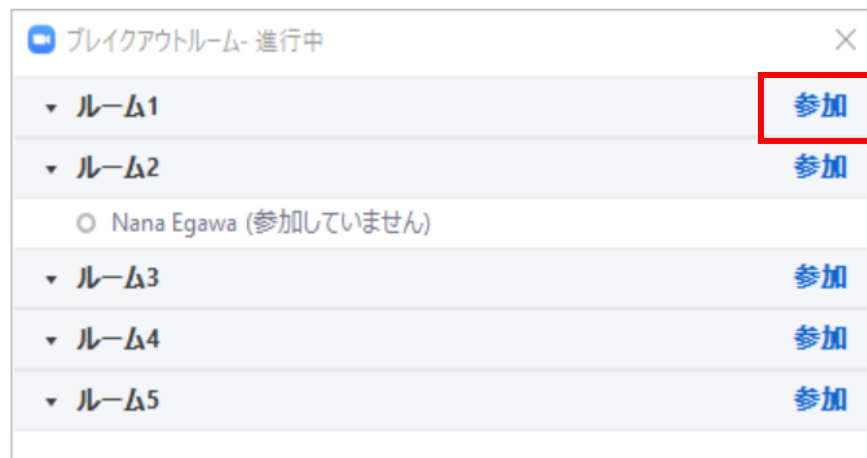 ブレイクアウトルーム- 進行中
ルーム1 参加
ルーム2 参加
Nana Egawa (参加していません)
ルーム3 参加
ルーム4 参加
ルーム5 参加